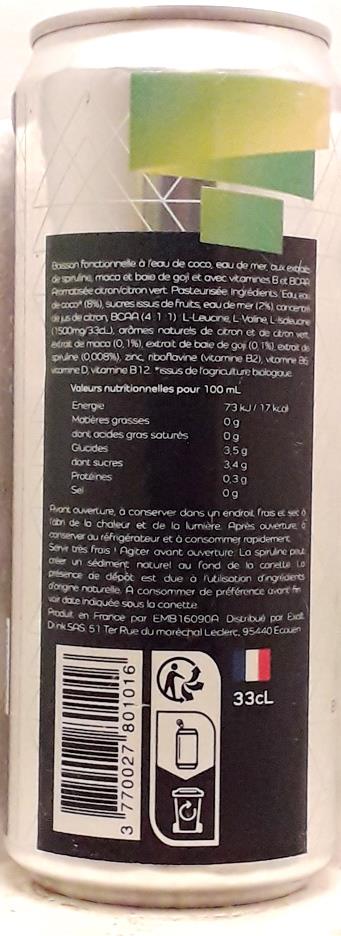 Boisson fonctionnelle à l'eau de coco, eau de mer, aux extraits
de spiruline, maca et baie de goji et avec vitamines B et BCAA
Aromatisée citron/citron vert. Pasteurisée. Ingrédients: Eau, eau
de coco* (8%), sucres issus de fruits, eau de mer (2%), concentré
de jus de citron, BCAA (4:1:1): L-Leucine, L-Valine, L-Isoleucine
(1500mg/33cL), arômes naturels de citron et de citron vert,
extrait de maca (0,1%), extrait de baie de goji (0,1%), extrait de
spiruline (0,008%), zinc, riboflavine (vitamine B2), vitamine B6,
vitamine D, vitamine B12. *issus de l'agriculture biologique.
Valeurs nutritionnelles pour 100 mL
Energie 73 kJ / 17 kcal
Matières grasses 0 g
dont acides gras saturés 0 g
Glucides 3,5 g
dont sucres 3,4 g
Protéines 0,3 g
Sel 0 g
Avant ouverture, à conserver dans un endroit frais et sec à
l'abri de la chaleur et de la lumière. Après ouverture, à
conserver au réfrigérateur et à consommer rapidement.
Servir très frais ! Agiter avant ouverture. La spiruline peut
créer un sédiment naturel au fond de la canette. La
présence de dépôt est due à l'utilisation d'ingrédients
d'origine naturelle. A consommer de préférence avant fin
voir date indiquée sous la canette.
Produit en France par EMB16090A Distribué par Exalt
Drink SAS, 51 Ter Rue du maréchal Leclerc, 95440 Ecouen
33cL
3 770027 801016